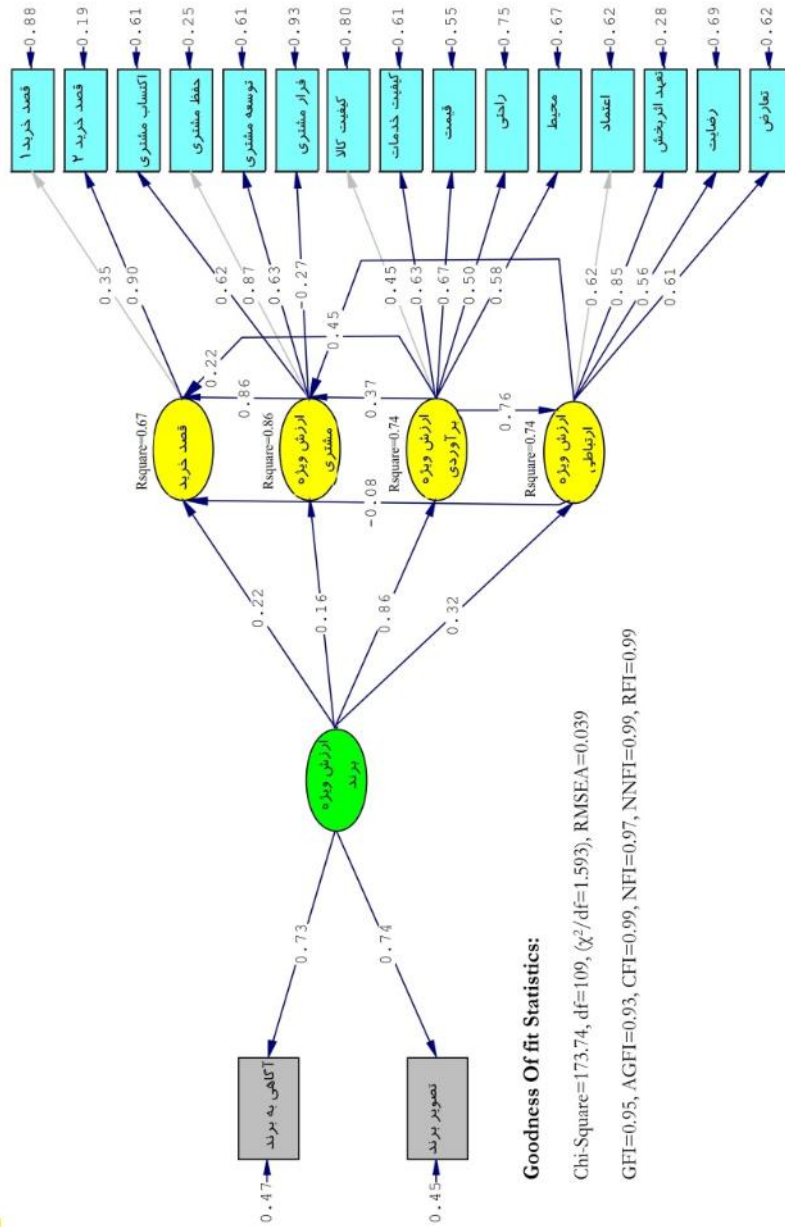 0.47
آگاهی به برند
0.45
تصویر برند
0.73
0.74
ارزش ویژه
برند
0.22
0.16
0.86
0.32
Rsquare=0.67
قصد خرید
Rsquare=0.86
ارزش ویژه
مشتری
Rsquare=0.74
ارزش ویژه
برآوردی
Rsquare=0.74
ارزش ویژه
ارتباطی
-0.08
0.86
0.37
0.76
0.22
0.45
0.35
0.90
0.62
0.87
0.63
-0.27
0.45
0.63
0.67
0.50
0.58
0.62
0.85
0.56
0.61
قصد خرید ۱
0.88
قصد خرید ۲
0.19
اکتساب مشتری
0.61
حفظ مشتری
0.25
توسعه مشتری
0.61
فرار مشتری
0.93
کیفیت کالا
0.80
کیفیت خدمات
0.61
قیمت
0.55
راحتی
0.75
محیط
0.67
اعتماد
0.62
تعهد اثربخش
0.28
رضایت
0.69
تعارض
0.62
Goodness Of fit Statistics:
Chi-Square=173.74, df=109, (χ²/df=1.593), RMSEA=0.039
GFI=0.95, AGFI=0.93, CFI=0.99, NFI=0.97, NNFI=0.99, RFI=0.99